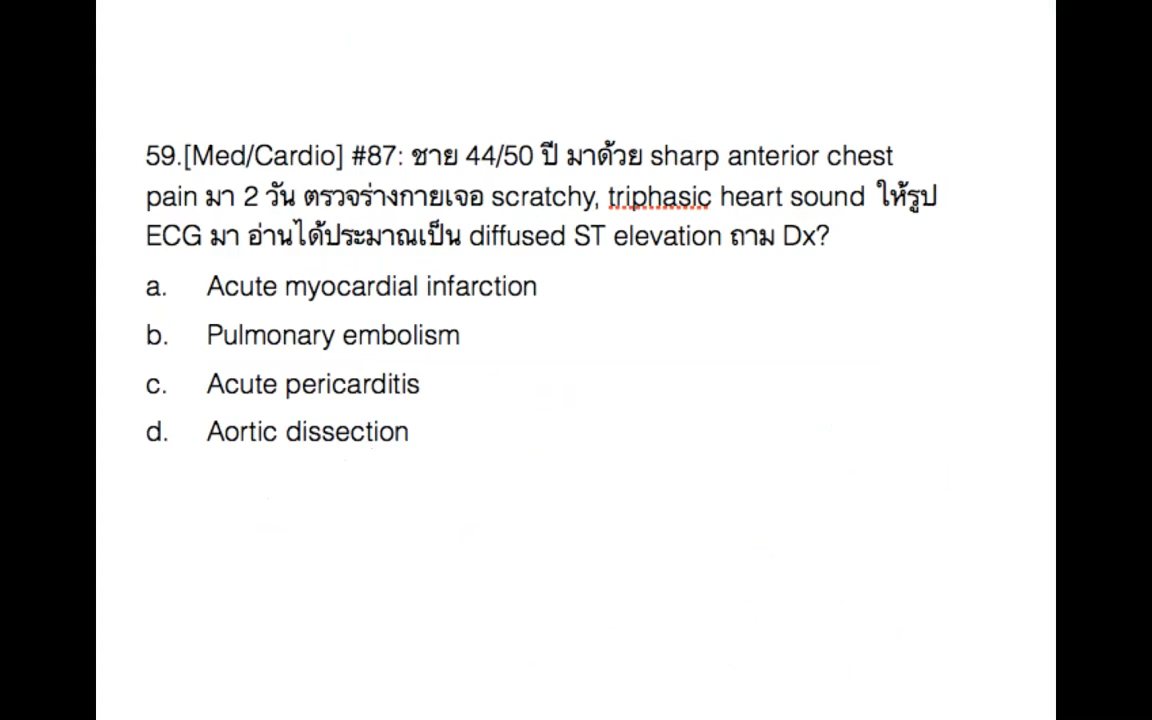 59.[Med/Cardio] #87: ชาย 44/50 ปี มาด้วย sharp anterior chest
pain มา 2 วัน ตรวจร่างกายเจอ scratchy, triphasic heart sound ให้รูป
ECG มา อ่านได้ประมาณเป็น diffused ST elevation ถาม Dx?
a. Acute myocardial infarction
b. Pulmonary embolism
c. Acute pericarditis
d. Aortic dissection